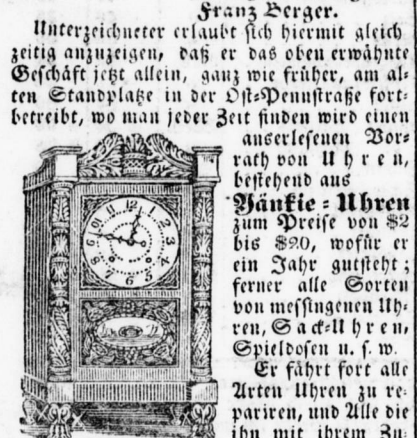 Franz Berger.
Unterzeichneter erlaubt sich hiermit gleich
zeitig anzuzeigen, daß er das oben erwähnte
Geschäft jetzt allein, ganz wie früher, am al-
ten Standplatze in der Ost-Pennstraße fort-
betreibt, wo man jeder Zeit finden wird einen
auserlesenen Vor-
rath von Uhren,
bestehend aus
Yänkie-Uhren
zum Preise von $2
bis $20, wofür er
ein Jahr gutsteht;
ferner alle Sorten
von messingenen Uh-
ren, Sack-Uhren,
Spieldosen u. s. w.
Er fährt fort alle
Arten Uhren zu re-
pariren, und Alle die
ihn mit ihrem Zu-